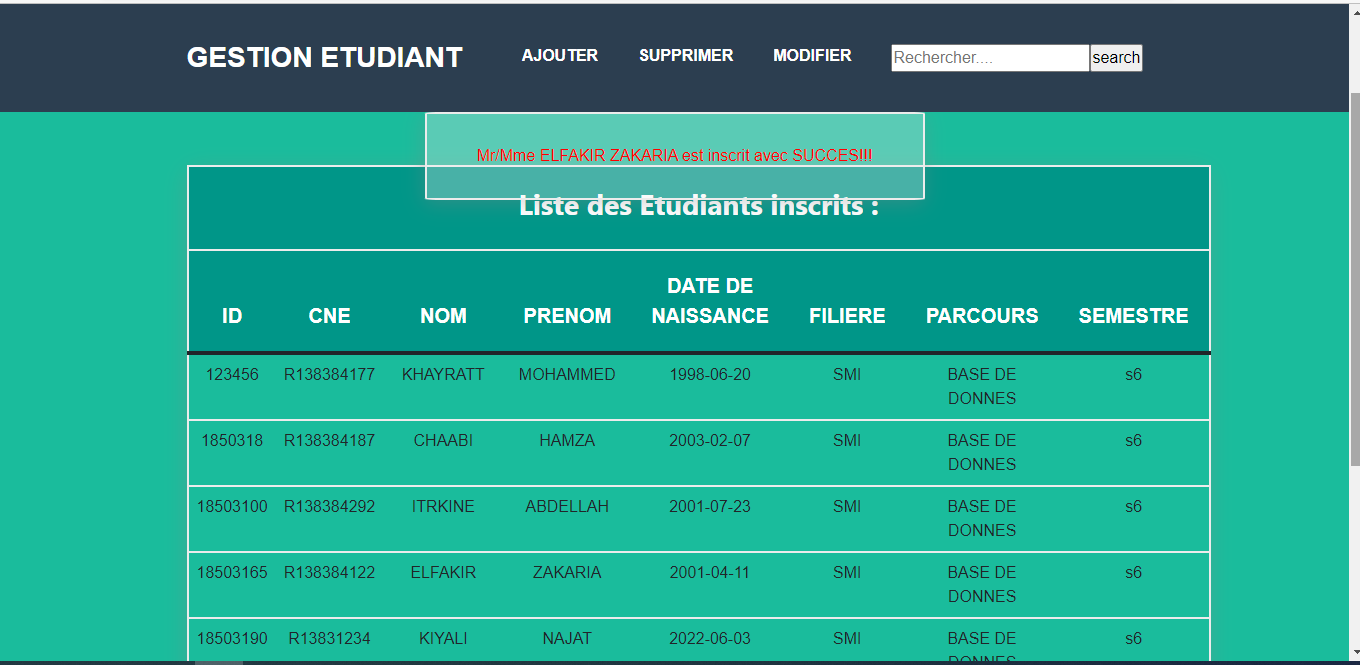 GESTION ETUDIANT AJOUTER SUPPRIMER MODIFIER Rechercher.... search
Mr/Mme ELFAKIR ZAKARIA est inscrit avec SUCCES!!!
Liste des Etudiants inscrits :
ID CNE NOM PRENOM DATE DE NAISSANCE FILIERE PARCOURS SEMESTRE
123456 R138384177 KHAYRATT MOHAMMED 1998-06-20 SMI BASE DE DONNES s6
1850318 R138384187 CHAABI HAMZA 2003-02-07 SMI BASE DE DONNES s6
18503100 R138384292 ITRKINE ABDELLAH 2001-07-23 SMI BASE DE DONNES s6
18503165 R138384122 ELFAKIR ZAKARIA 2001-04-11 SMI BASE DE DONNES s6
18503190 R13831234 KIYALI NAJAT 2022-06-03 SMI BASE DE DONNES s6